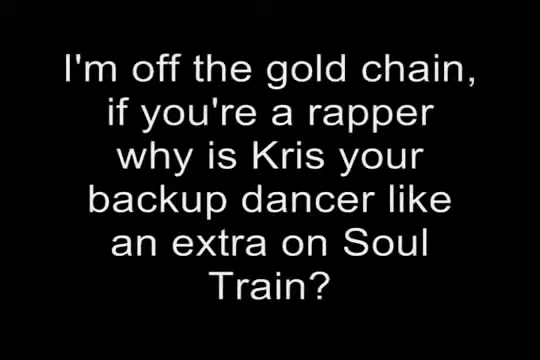 I'm off the gold chain,
if you're a rapper
why is Kris your
backup dancer like
an extra on Soul
Train?